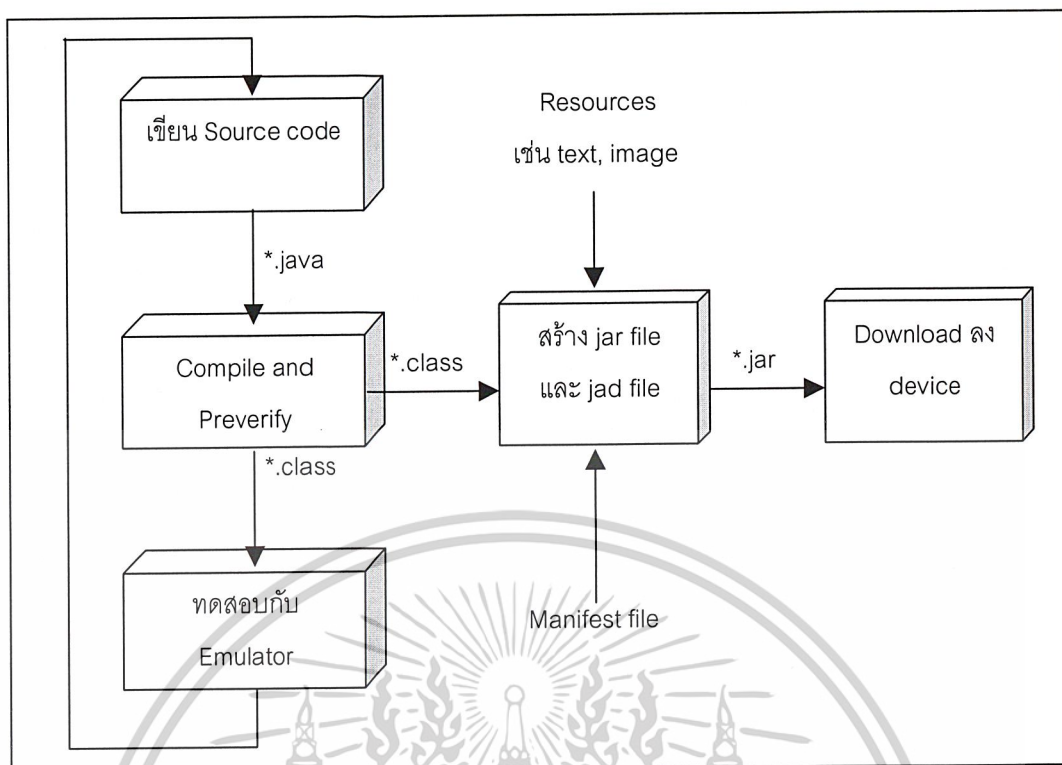 เขียน Source code
Resources
เช่น text, image
*.java
Compile and
Preverify
*.class
สร้าง jar file
และ jad file
*.jar
Download ลง
device
*.class
ทดสอบกับ
Emulator
Manifest file